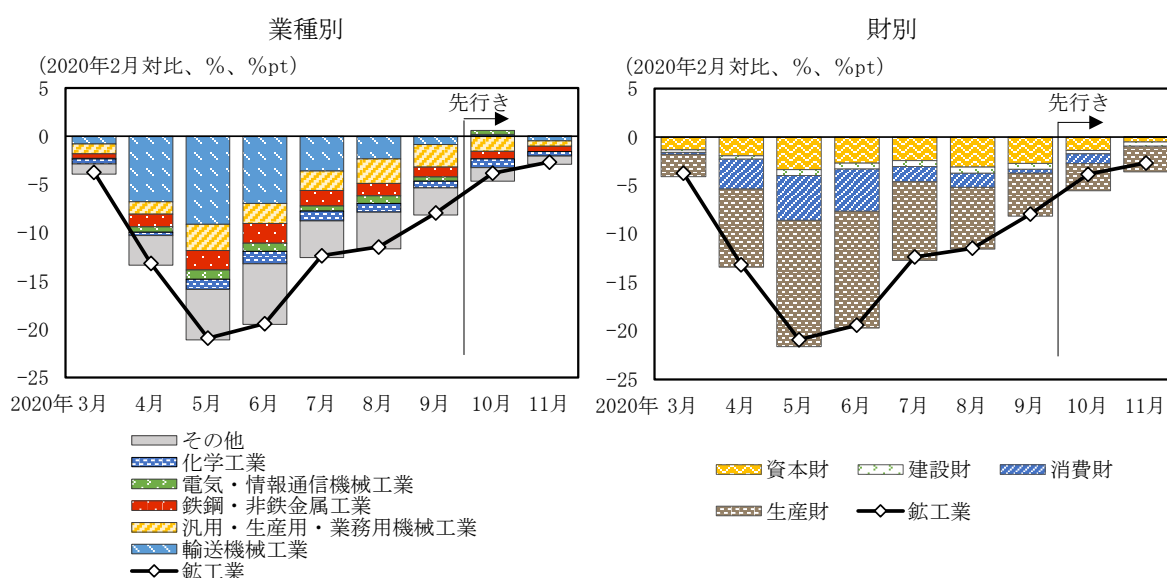 業種別
(2020年2月対比、%、%pt)
先行き
5
0
-5
-10
-15
-20
-25
2020年 3月 4月 5月 6月 7月 8月 9月 10月 11月
その他
化学工業
電気・情報通信機械工業
鉄鋼・非鉄金属工業
汎用・生産用・業務用機械工業
輸送機械工業
鉱工業
財別
(2020年2月対比、%、%pt)
先行き
5
0
-5
-10
-15
-20
-25
2020年 3月 4月 5月 6月 7月 8月 9月 10月 11月
資本財 建設財 消費財
生産財 鉱工業